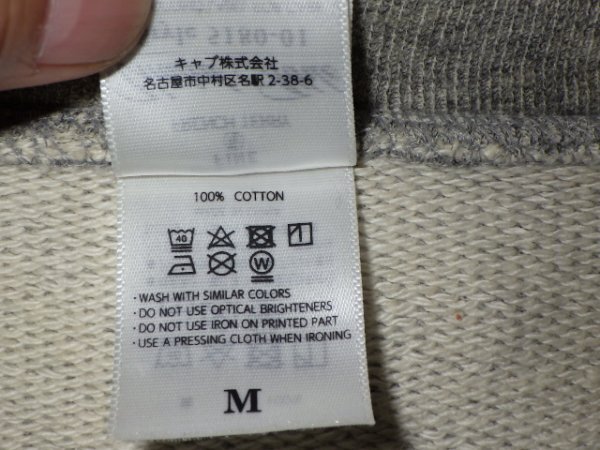 キャブ株式会社
名古屋市中村区名駅 2-38-6
100% COTTON
40
W
・WASH WITH SIMILAR COLORS
・DO NOT USE OPTICAL BRIGHTENERS
・DO NOT USE IRON ON PRINTED PART
・USE A PRESSING CLOTH WHEN IRONING
M